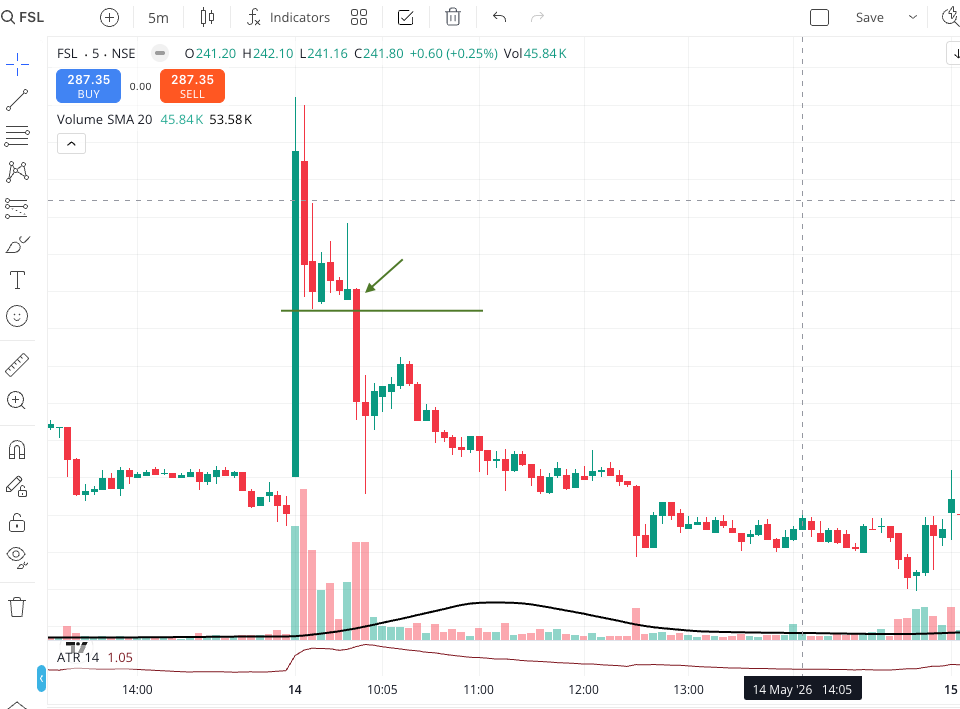 FSL
5m
Indicators
Save
FSL · 5 · NSE
O241.20 H242.10 L241.16 C241.80 +0.60 (+0.25%) Vol45.84K
287.35
BUY
0.00
287.35
SELL
Volume SMA 20 45.84K 53.58K
ATR 14 1.05
14:00
14
10:05
11:00
12:00
13:00
14 May '26 14:05
15